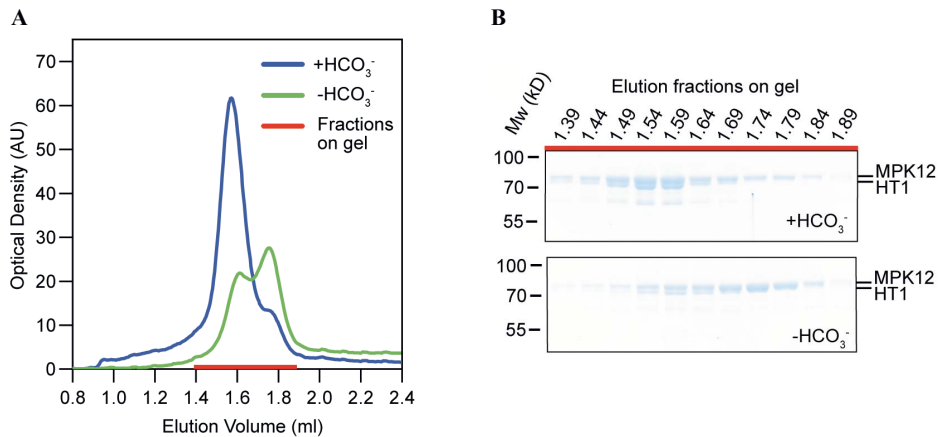 A
B
70
60
50
40
30
20
10
0
Optical Density (AU)
+HCO₃⁻
-HCO₃⁻
Fractions
on gel
0.8 1.0 1.2 1.4 1.6 1.8 2.0 2.2 2.4
Elution Volume (ml)
Elution fractions on gel
Mw (kD)
1.39 1.44 1.49 1.54 1.59 1.64 1.69 1.74 1.79 1.84 1.89
100
70
55
MPK12
HT1
+HCO₃⁻
100
70
55
MPK12
HT1
-HCO₃⁻